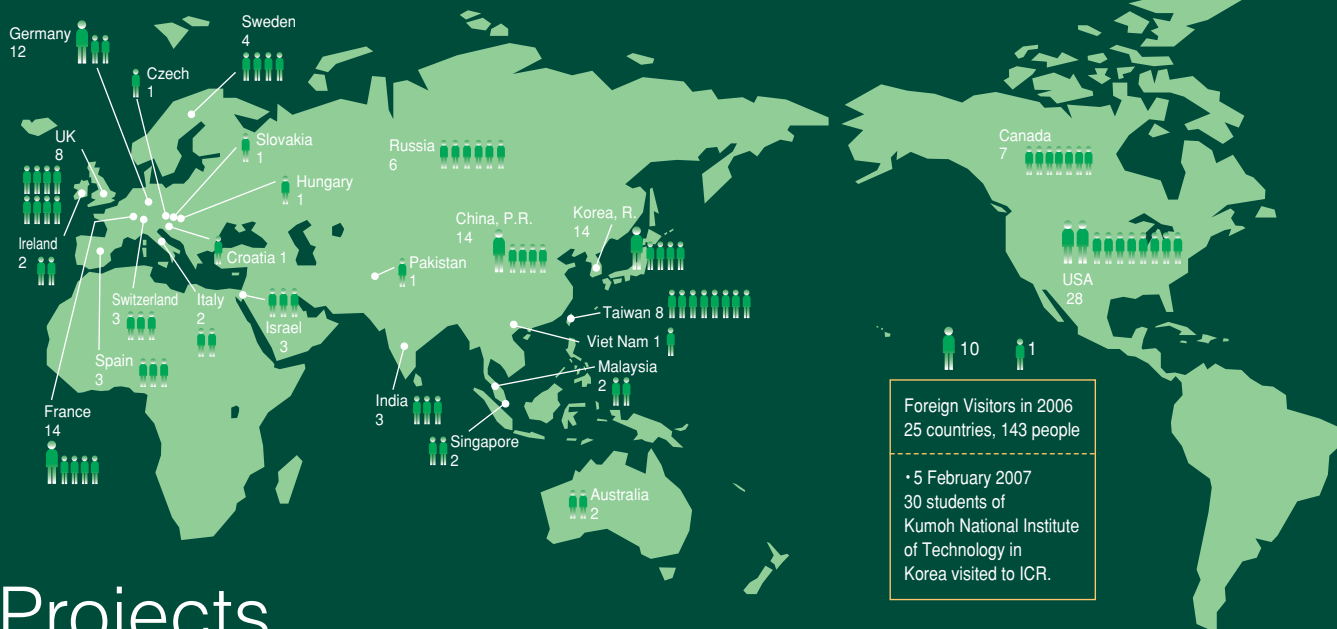 Germany
12
Sweden
4
Czech
1
UK
8
Slovakia
1
Hungary
1
Russia
6
Canada
7
China, P.R.
14
Korea, R.
14
Ireland
2
Croatia 1
Pakistan
1
USA
28
Switzerland
3
Italy
2
Israel
3
Taiwan 8
Viet Nam 1
Malaysia
2
Spain
3
France
14
India
3
Singapore
2
Australia
2
10
1
Foreign Visitors in 2006
25 countries, 143 people
・5 February 2007
30 students of
Kumoh National Institute
of Technology in
Korea visited to ICR.
Projects